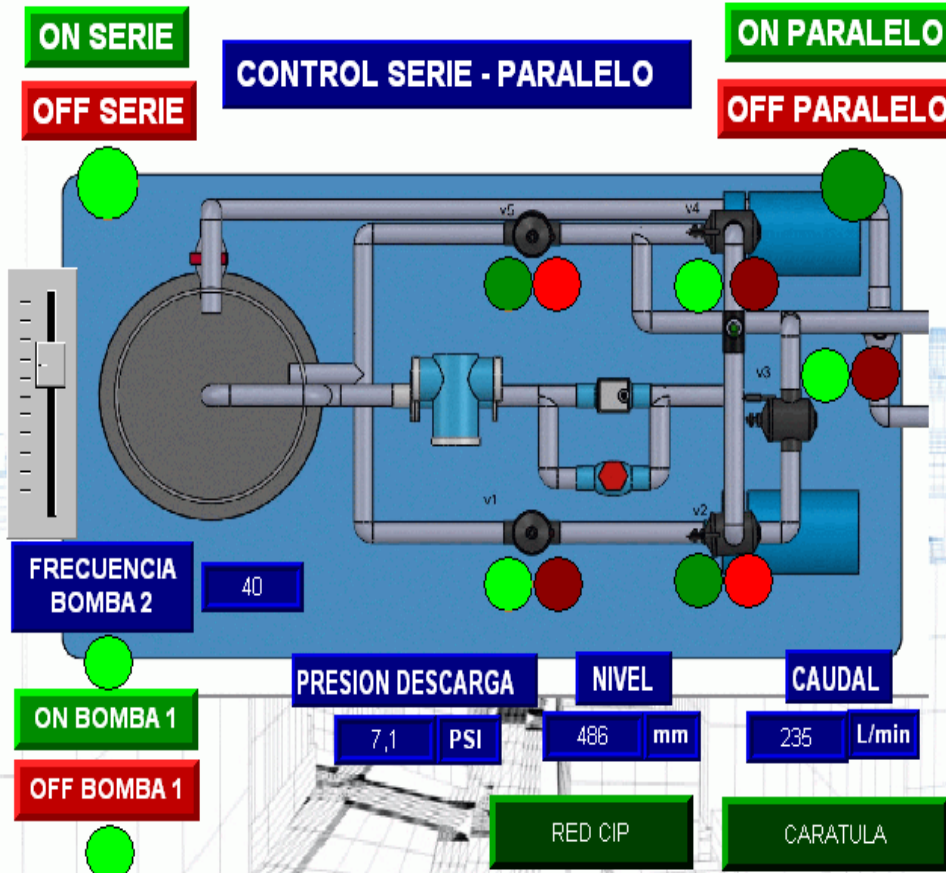 ON SERIE
OFF SERIE
CONTROL SERIE - PARALELO
ON PARALELO
OFF PARALELO
v5
v4
v3
v1
v2
FRECUENCIA
BOMBA 2
40
ON BOMBA 1
OFF BOMBA 1
PRESION DESCARGA
7,1 PSI
NIVEL
486 mm
CAUDAL
235 L/min
RED CIP
CARATULA